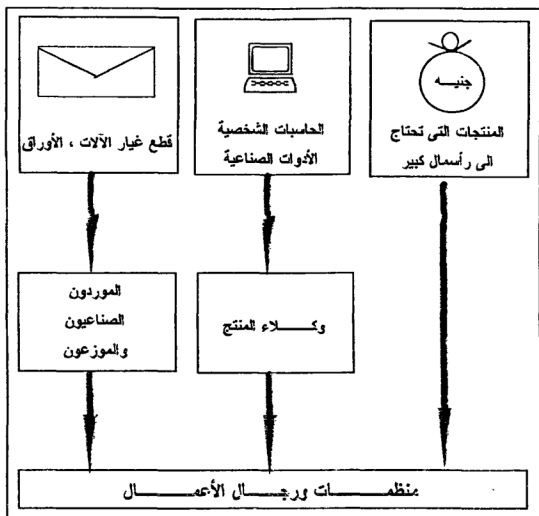 جنيه
المنتجات التى تحتاج
الى رأسمال كبير
الحاسبات الشخصية
الأدوات الصناعية
قطع غيار الآلات ، الأوراق
وكلاء المنتج
الموردون
الصناعيون
والموزعون
منظمات ورجال الأعمال